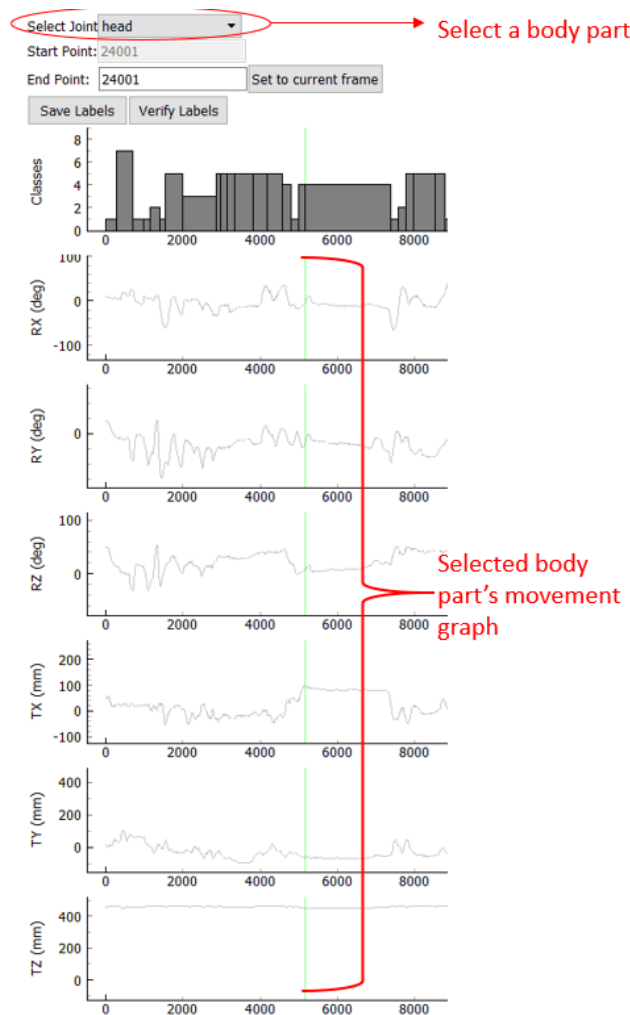 Select Joint head
Select a body part
Start Point: 24001
End Point: 24001 Set to current frame
Save Labels Verify Labels
Classes
8
6
4
2
0
0 2000 4000 6000 8000
RX (deg)
100
0
-100
0 2000 4000 6000 8000
RY (deg)
0
0 2000 4000 6000 8000
RZ (deg)
100
0
0 2000 4000 6000 8000
Selected body
part's movement
graph
TX (mm)
200
100
0
-100
0 2000 4000 6000 8000
TY (mm)
400
200
0
0 2000 4000 6000 8000
TZ (mm)
400
200
0
0 2000 4000 6000 8000